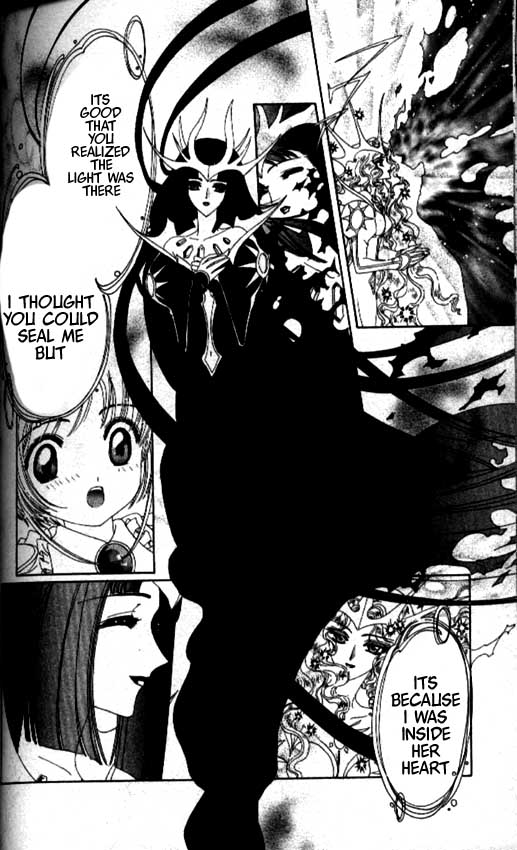 ITS
GOOD
THAT
YOU
REALIZED
THE
LIGHT WAS
THERE
I THOUGHT
YOU COULD
SEAL ME
BUT
ITS
BECAUSE
I WAS
INSIDE
HER
HEART